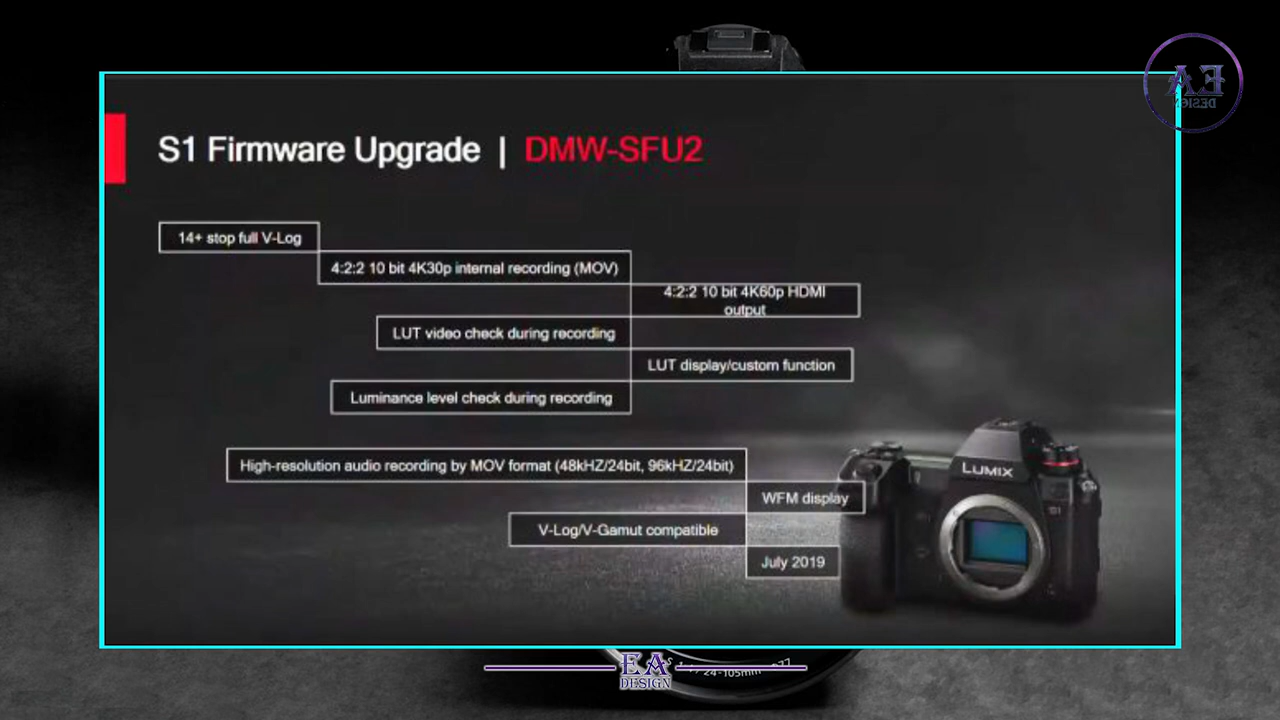 EA
DESIGN
S1 Firmware Upgrade | DMW-SFU2
14+ stop full V-Log
4:2:2 10 bit 4K30p internal recording (MOV)
4:2:2 10 bit 4K60p HDMI
output
LUT video check during recording
LUT display/custom function
Luminance level check during recording
High-resolution audio recording by MOV format (48kHZ/24bit, 96kHZ/24bit)
WFM display
V-Log/V-Gamut compatible
July 2019
LUMIX
S1
EA
DESIGN
24-105mm